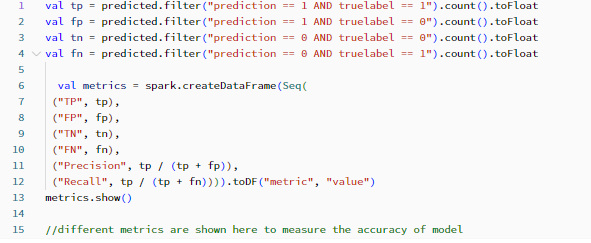 1 val tp = predicted.filter("prediction == 1 AND truelabel == 1").count().toFloat
2 val fp = predicted.filter("prediction == 1 AND truelabel == 0").count().toFloat
3 val tn = predicted.filter("prediction == 0 AND truelabel == 0").count().toFloat
4 val fn = predicted.filter("prediction == 0 AND truelabel == 1").count().toFloat
5
6 val metrics = spark.createDataFrame(Seq(
7 ("TP", tp),
8 ("FP", fp),
9 ("TN", tn),
10 ("FN", fn),
11 ("Precision", tp / (tp + fp)),
12 ("Recall", tp / (tp + fn)))).toDF("metric", "value")
13 metrics.show()
14
15 //different metrics are shown here to measure the accuracy of model